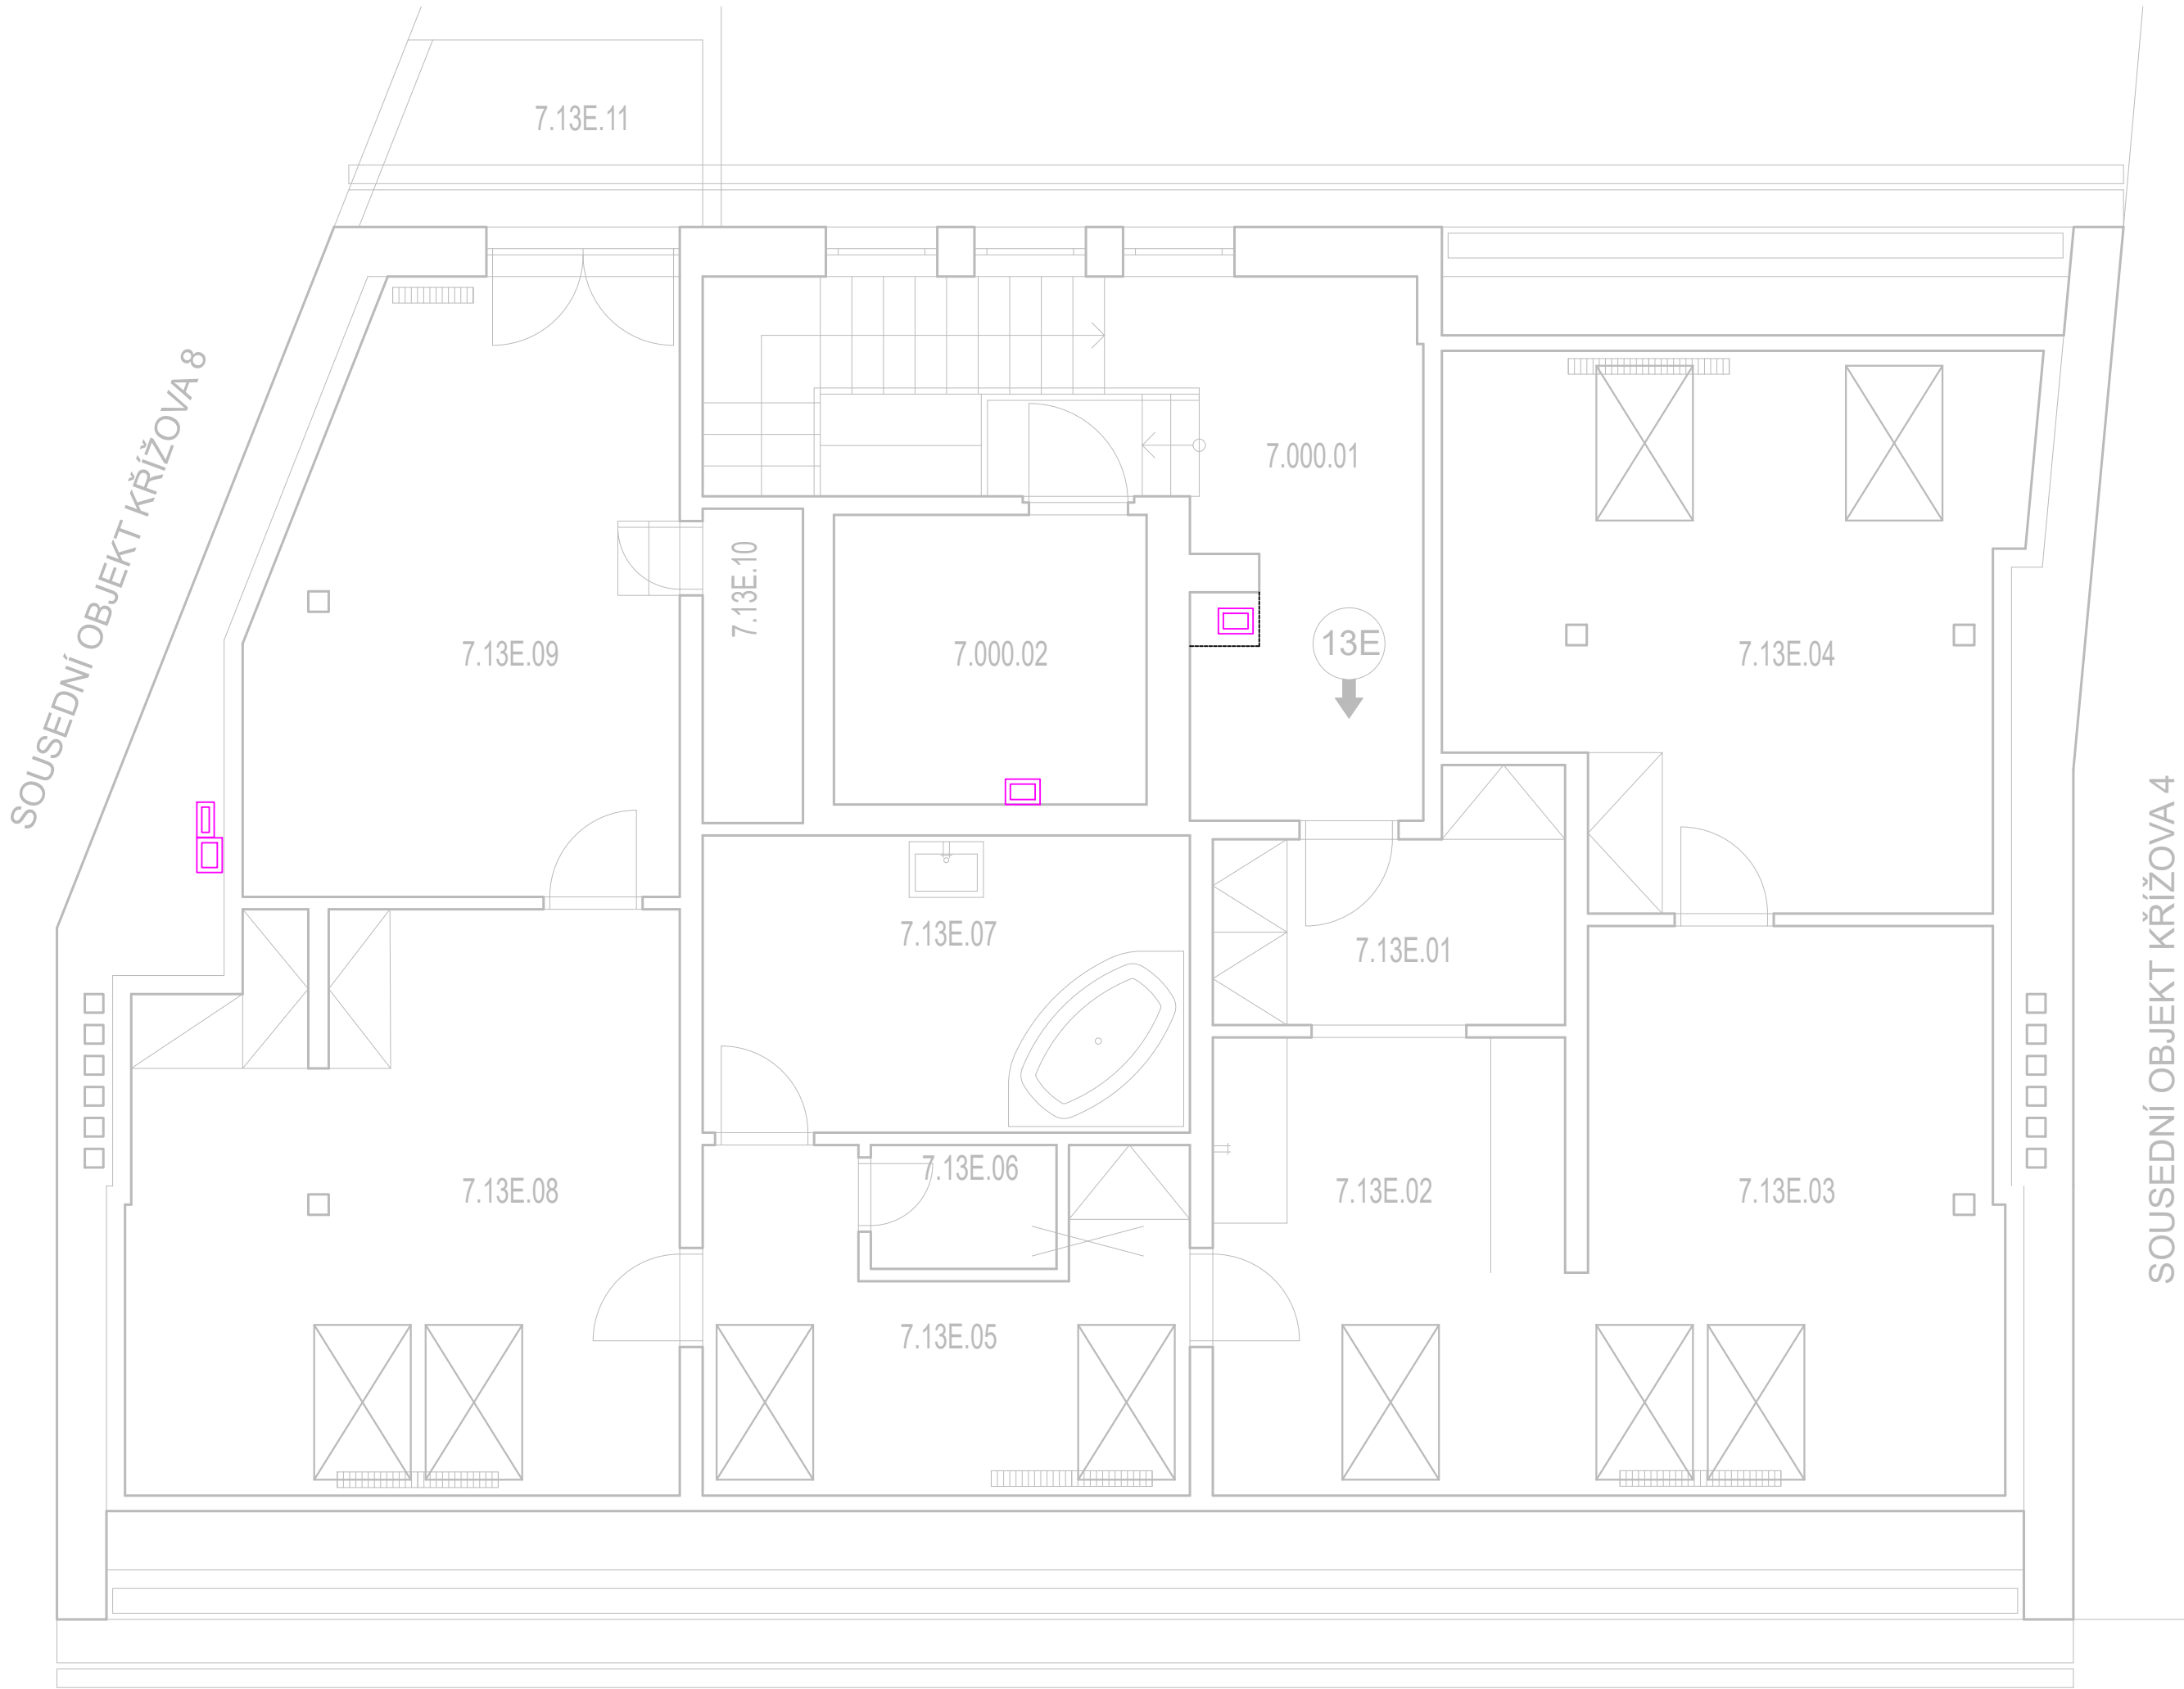 7.13E.11
SOUSEDNÍ OBJEKT KŘÍŽOVA 8
7.000.01
7.13E.10
7.13E.09
7.000.02
13E
7.13E.04
7.13E.07
7.13E.01
SOUSEDNÍ OBJEKT KŘÍŽOVA 4
7.13E.06
7.13E.08
7.13E.02
7.13E.03
7.13E.05